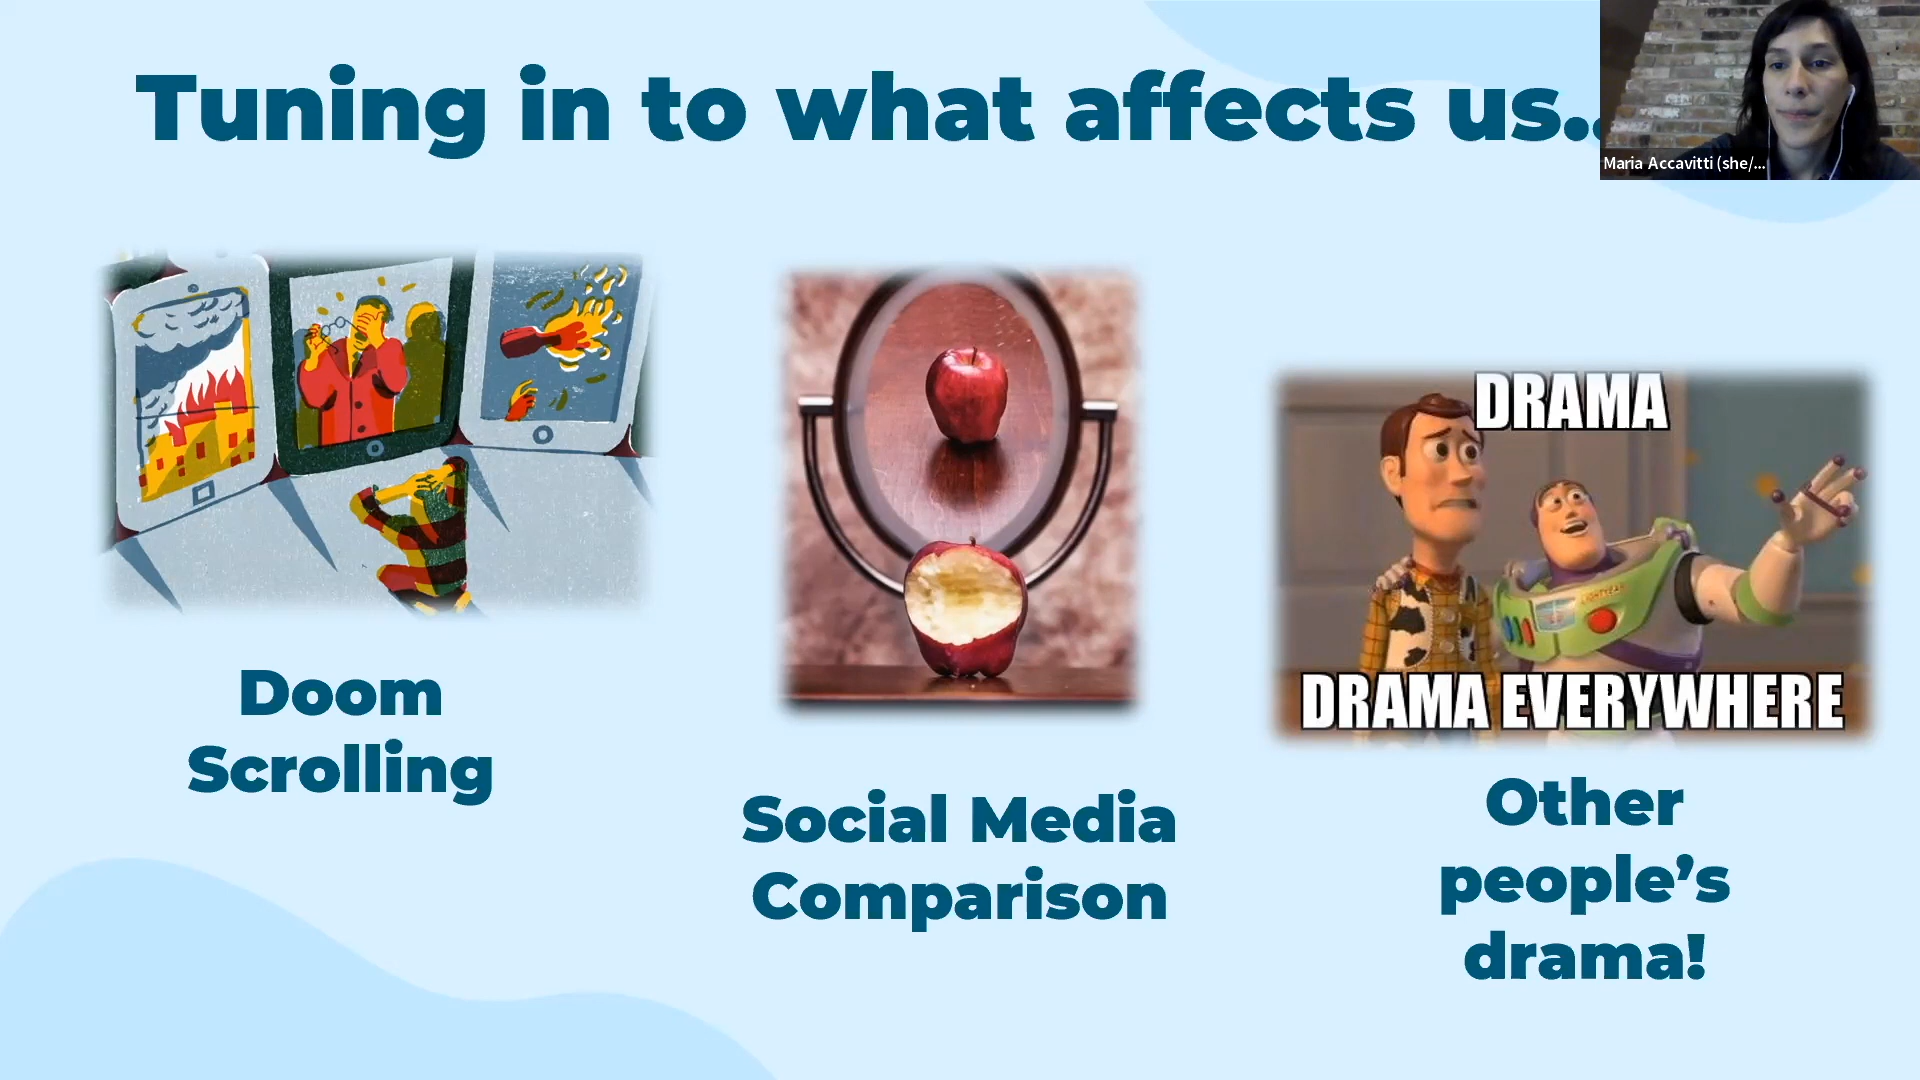 Tuning in to what affects us..
Maria Accavitti (she/...
DRAMA
LIGHTYEAR
DRAMA EVERYWHERE
Doom
Scrolling
Social Media
Comparison
Other
people’s
drama!